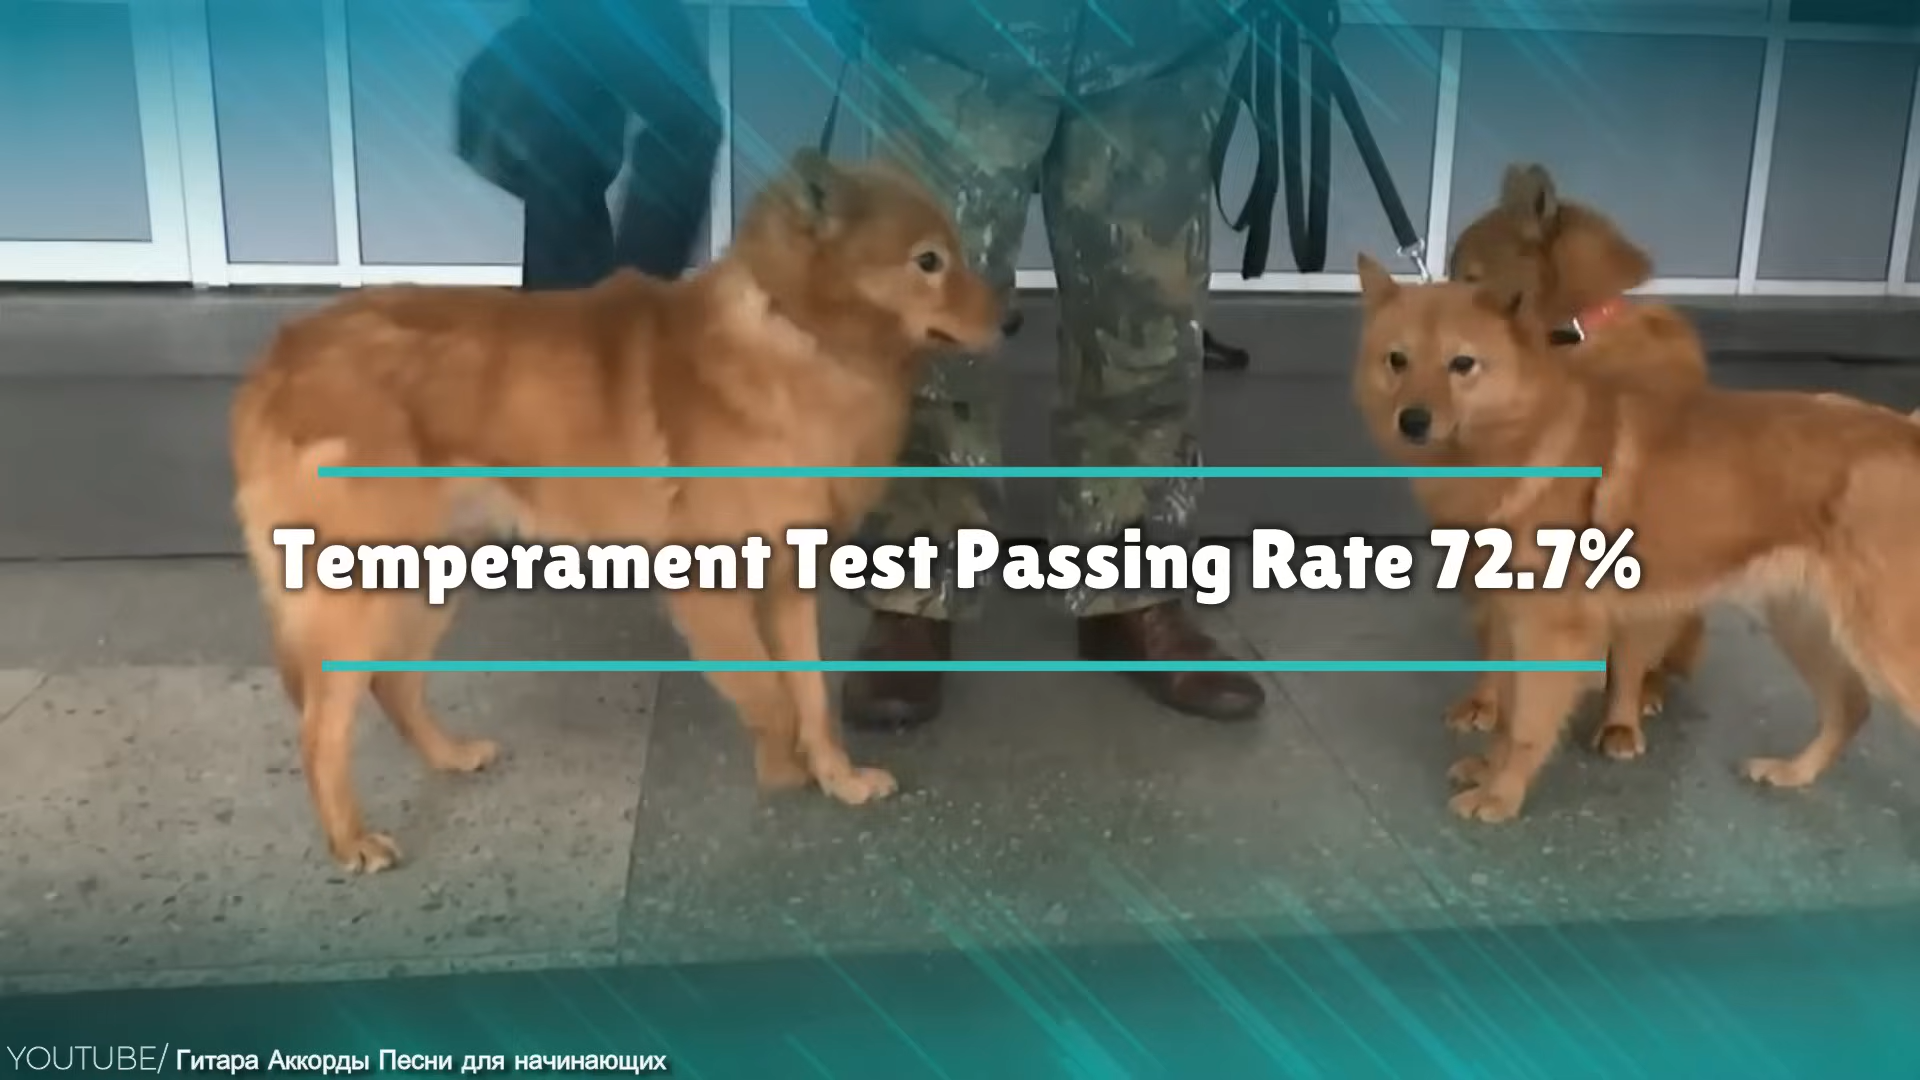 Temperament Test Passing Rate 72.7%
YOUTUBE/ Гитара Аккорды Песни для начинающих